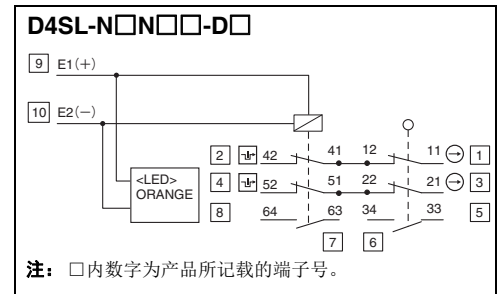 D4SL-N□N□□-D□
9 E1(+)
10 E2(−)
2 42 41 12 11 1
<LED>
ORANGE
4 52 51 22 21 3
8 64 63 34 33 5
7 6
注: □内数字为产品所记载的端子号。